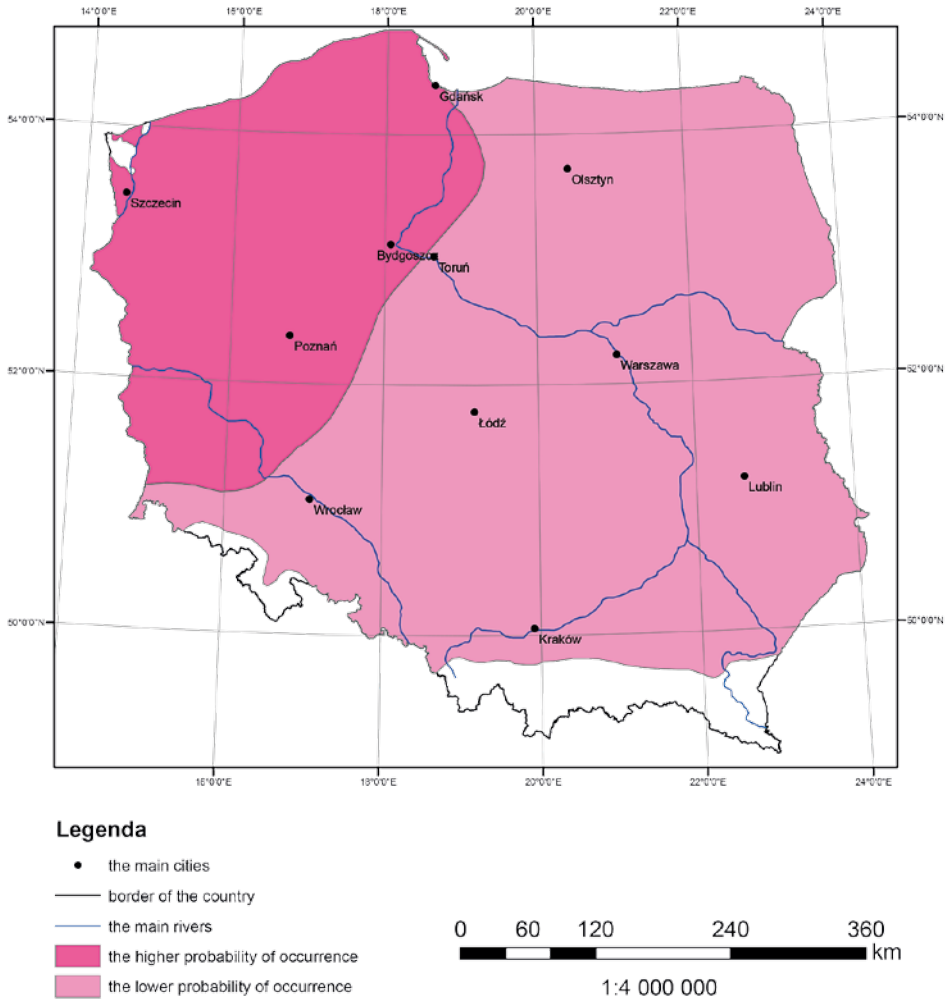 14°0'0"E 16°0'0"E 18°0'0"E 20°0'0"E 22°0'0"E 24°0'0"E
Gdańsk
54°0'0"N 54°0'0"N
Olsztyn
Szczecin
Bydgoszcz
Toruń
Poznań
Warszawa
52°0'0"N 52°0'0"N
Łódź
Lublin
Wrocław
50°0'0"N 50°0'0"N
Kraków
16°0'0"E 18°0'0"E 20°0'0"E 22°0'0"E 24°0'0"E
Legenda
the main cities
border of the country
the main rivers
the higher probability of occurrence
the lower probability of occurrence
0 60 120 240 360
km
1:4 000 000